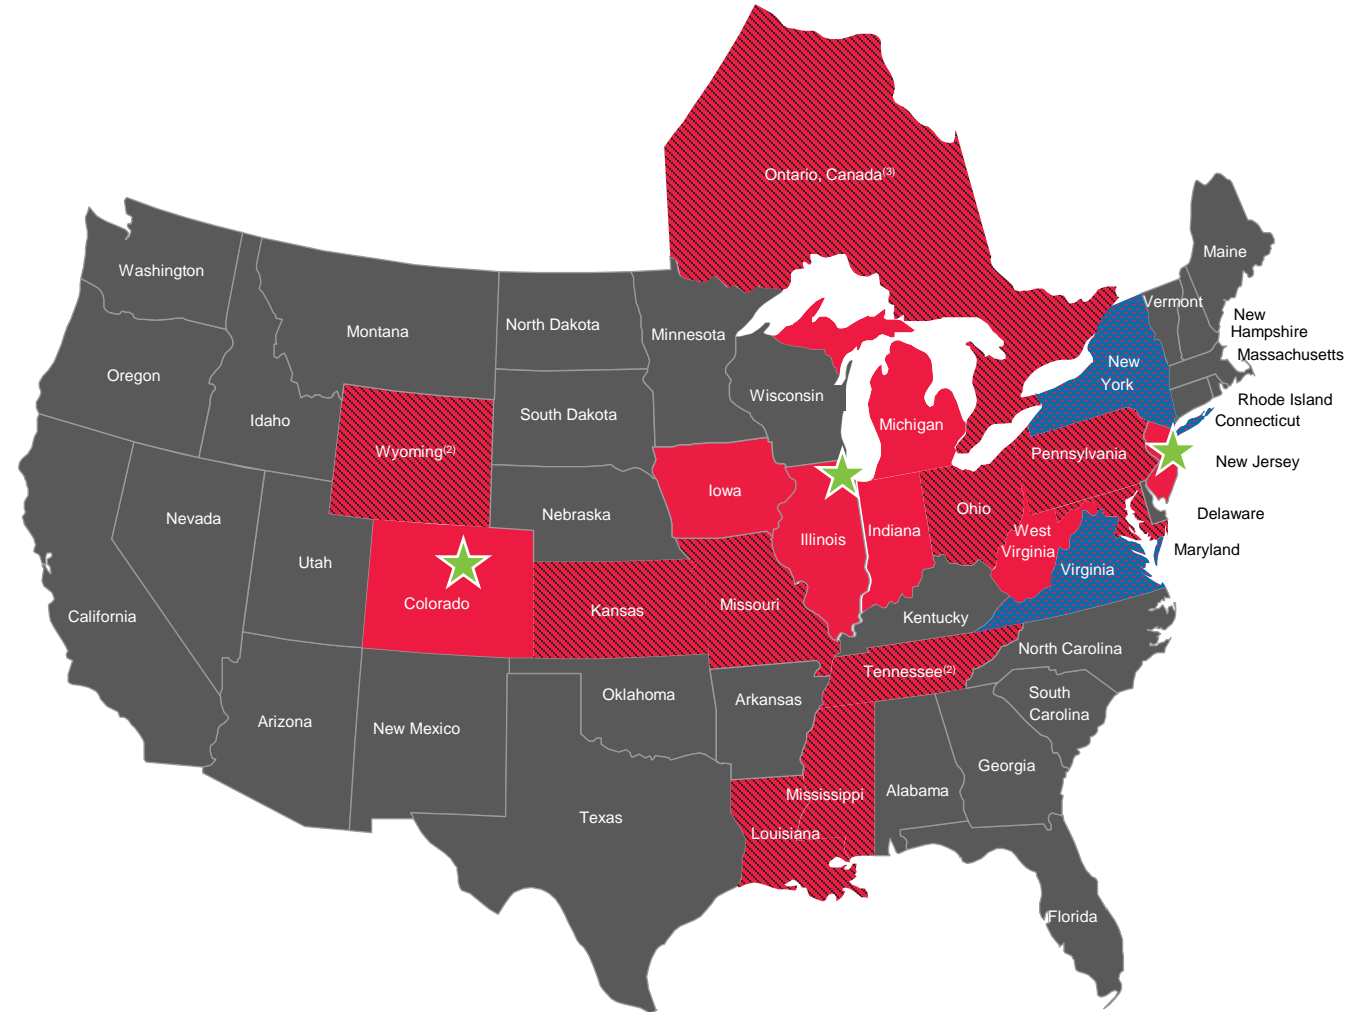 Ontario, Canada(3)
Maine
Washington
Vermont
New
Hampshire
Montana
North Dakota
Minnesota
Massachusetts
New
York
Oregon
Wisconsin
Rhode Island
South Dakota
Idaho
Michigan
Connecticut
Wyoming(2)
Pennsylvania
New Jersey
Iowa
Nevada
Nebraska
Ohio
Delaware
Indiana
West
Virginia
Illinois
Maryland
Utah
Virginia
Colorado
Missouri
Kansas
California
Kentucky
North Carolina
Tennessee(2)
Oklahoma
Arkansas
South
Carolina
Arizona
New Mexico
Georgia
Alabama
Mississippi
Texas
Louisiana
Florida